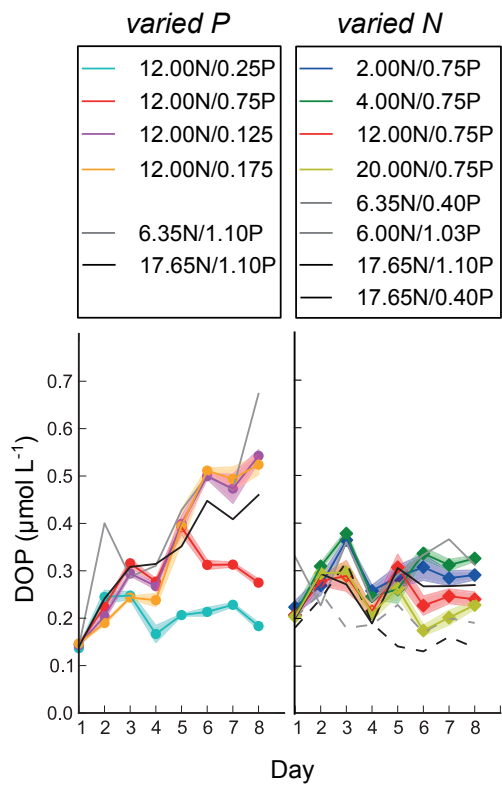 varied P
varied N
12.00N/0.25P
12.00N/0.75P
12.00N/0.125
12.00N/0.175
6.35N/1.10P
17.65N/1.10P
2.00N/0.75P
4.00N/0.75P
12.00N/0.75P
20.00N/0.75P
6.35N/0.40P
6.00N/1.03P
17.65N/1.10P
17.65N/0.40P
DOP (μmol L⁻¹)
0.7
0.6
0.5
0.4
0.3
0.2
0.1
0.0
1 2 3 4 5 6 7 8
1 2 3 4 5 6 7 8
Day